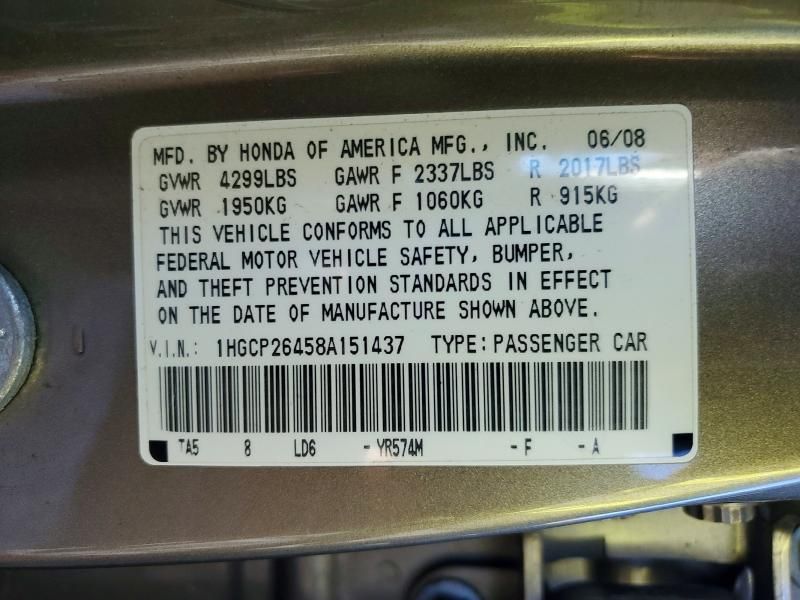 MFD. BY HONDA OF AMERICA MFG., INC. 06/08
GVWR 4299LBS GAWR F 2337LBS R 2017LBS
GVWR 1950KG GAWR F 1060KG R 915KG
THIS VEHICLE CONFORMS TO ALL APPLICABLE
FEDERAL MOTOR VEHICLE SAFETY, BUMPER,
AND THEFT PREVENTION STANDARDS IN EFFECT
ON THE DATE OF MANUFACTURE SHOWN ABOVE.
V.I.N.: 1HGCP26458A151437 TYPE: PASSENGER CAR
TA5 8 LD6 - YR574M - F - A